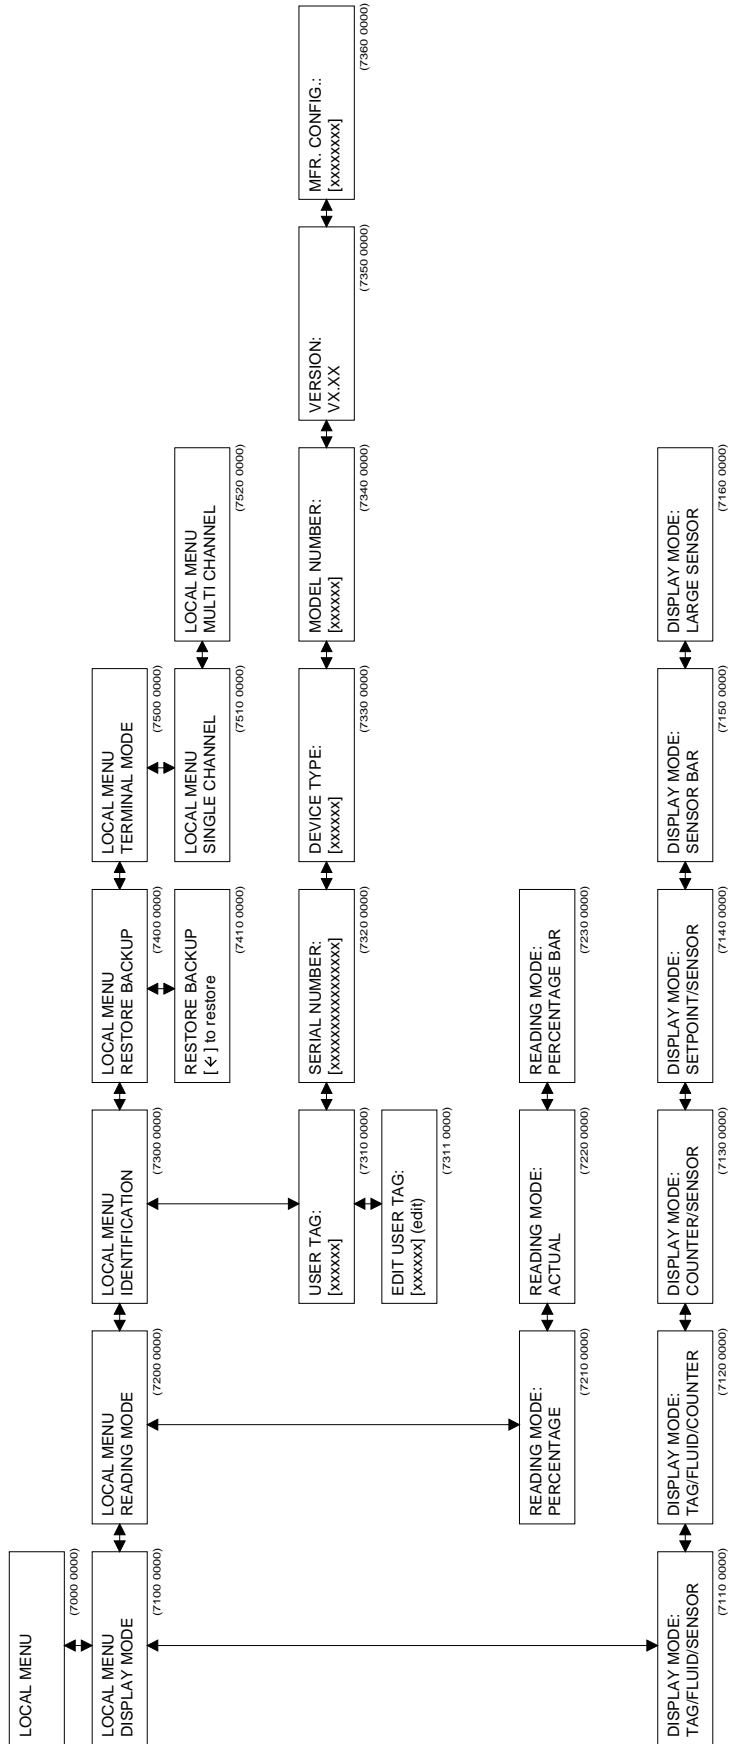 LOCAL MENU
(7000 0000)
LOCAL MENU
DISPLAY MODE
(7100 0000)
LOCAL MENU
READING MODE
(7200 0000)
LOCAL MENU
IDENTIFICATION
(7300 0000)
LOCAL MENU
RESTORE BACKUP
(7400 0000)
LOCAL MENU
TERMINAL MODE
(7500 0000)
RESTORE BACKUP
[ ← ] to restore
(7410 0000)
LOCAL MENU
SINGLE CHANNEL
(7510 0000)
LOCAL MENU
MULTI CHANNEL
(7520 0000)
USER TAG:
[xxxxxx]
(7310 0000)
SERIAL NUMBER:
[xxxxxxxxxxxxxxxxx]
(7320 0000)
DEVICE TYPE:
[xxxxxx]
(7330 0000)
MODEL NUMBER:
[xxxxxx]
(7340 0000)
VERSION:
VX.XX
(7350 0000)
MFR. CONFIG.:
[xxxxxxxx]
(7360 0000)
EDIT USER TAG:
[xxxxxx] (edit)
(7311 0000)
READING MODE:
PERCENTAGE
(7210 0000)
READING MODE:
ACTUAL
(7220 0000)
READING MODE:
PERCENTAGE BAR
(7230 0000)
DISPLAY MODE:
TAG/FLUID/SENSOR
(7110 0000)
DISPLAY MODE:
TAG/FLUID/COUNTER
(7120 0000)
DISPLAY MODE:
COUNTER/SENSOR
(7130 0000)
DISPLAY MODE:
SETPOINT/SENSOR
(7140 0000)
DISPLAY MODE:
SENSOR BAR
(7150 0000)
DISPLAY MODE:
LARGE SENSOR
(7160 0000)